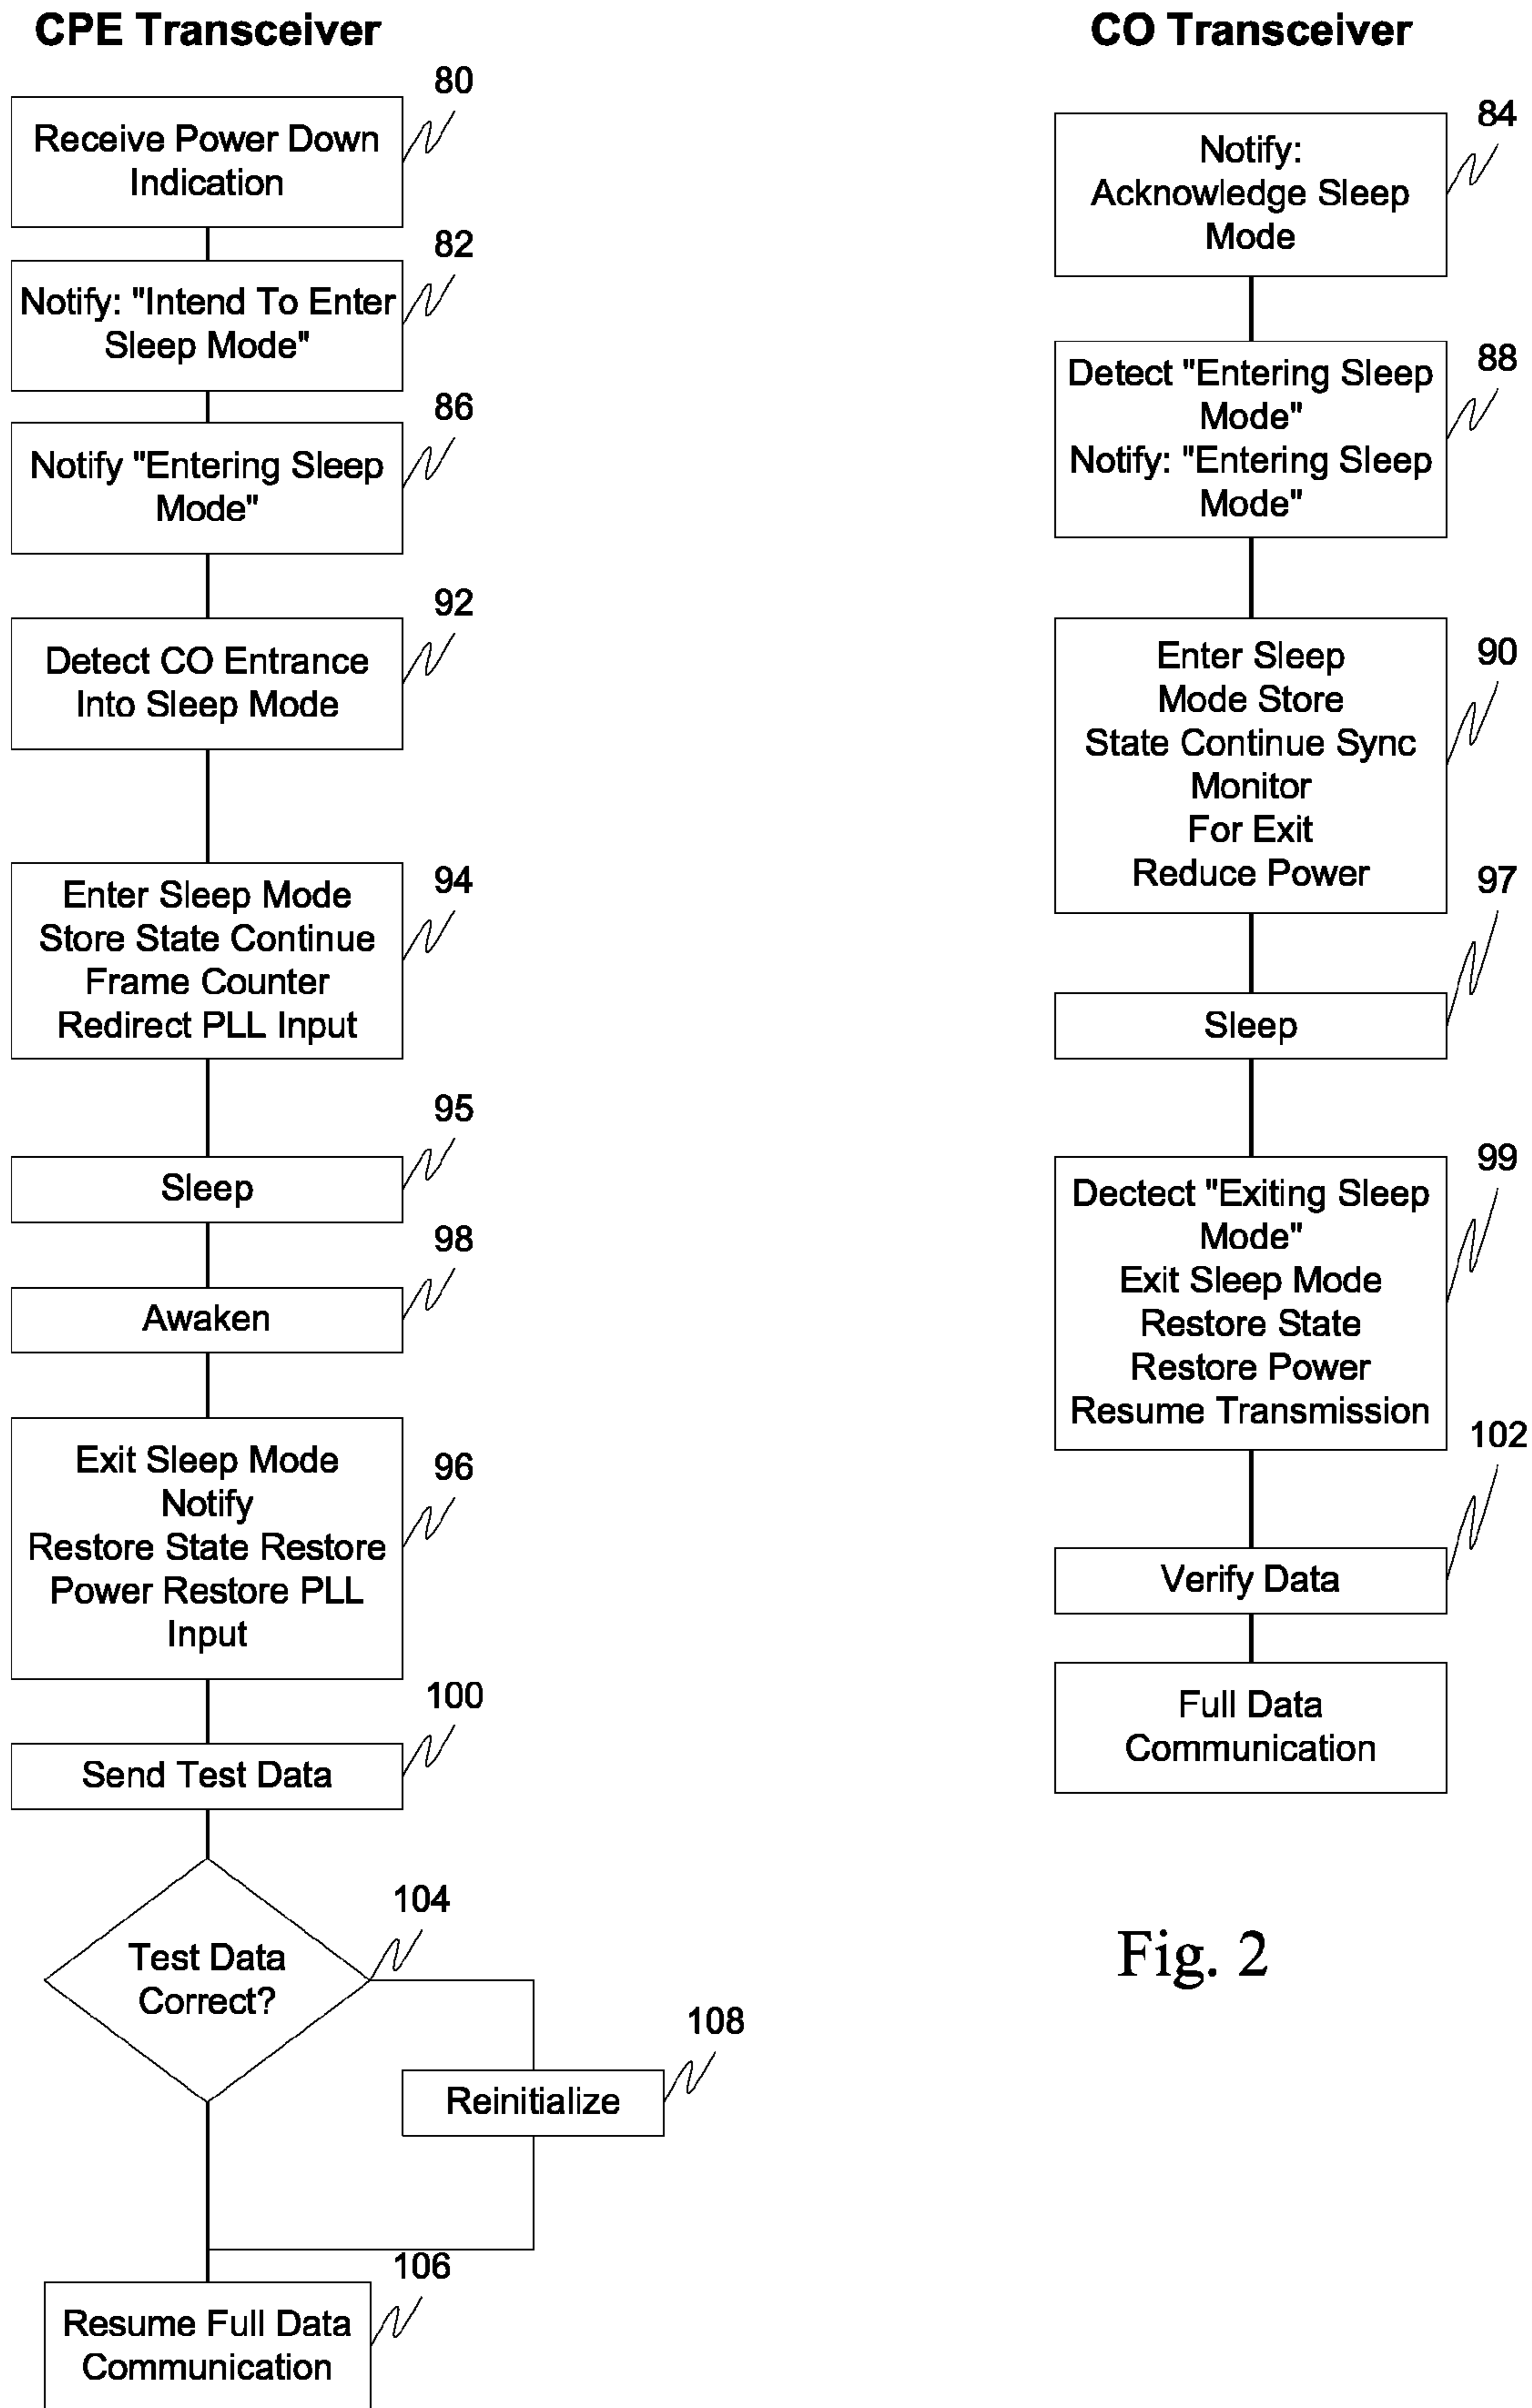 CPE Transceiver
80
Receive Power Down
Indication
82
Notify: "Intend To Enter
Sleep Mode"
86
Notify "Entering Sleep
Mode"
92
Detect CO Entrance
Into Sleep Mode
94
Enter Sleep Mode
Store State Continue
Frame Counter
Redirect PLL Input
95
Sleep
98
Awaken
96
Exit Sleep Mode
Notify
Restore State Restore
Power Restore PLL
Input
100
Send Test Data
104
Test Data
Correct?
108
Reinitialize
106
Resume Full Data
Communication
CO Transceiver
84
Notify:
Acknowledge Sleep
Mode
88
Detect "Entering Sleep
Mode"
Notify: "Entering Sleep
Mode"
90
Enter Sleep
Mode Store
State Continue Sync
Monitor
For Exit
Reduce Power
97
Sleep
99
Dectect "Exiting Sleep
Mode"
Exit Sleep Mode
Restore State
Restore Power
Resume Transmission
102
Verify Data
Full Data
Communication
Fig. 2